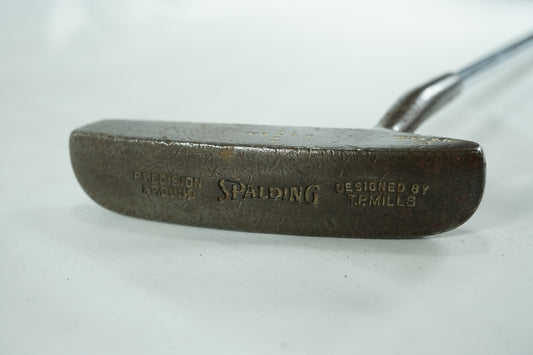 PRECISION
GROUND
SPALDING
DESIGNED BY
T.P. MILLS